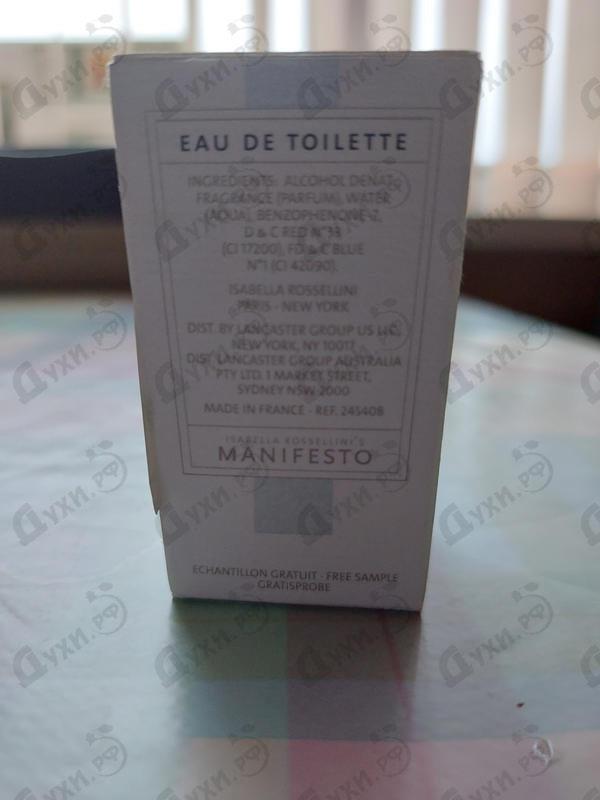 EAU DE TOILETTE
INGREDIENTS: ALCOHOL DENAT.,
FRAGRANCE (PARFUM), WATER
(AQUA), BENZOPHENONE-2,
D & C RED N°33
(CI 17200), FD & C BLUE
N°1 (CI 42090).
ISABELLA ROSSELLINI
PARIS - NEW YORK
DIST. BY LANCASTER GROUP US LLC,
NEW YORK, NY 10017
DIST. LANCASTER GROUP AUSTRALIA
PTY LTD. 1 MARKET STREET,
SYDNEY NSW 2000
MADE IN FRANCE - REF. 245408
ISABELLA ROSSELLINI'S
MANIFESTO
ECHANTILLON GRATUIT - FREE SAMPLE
GRATISPROBE
Духи.РФ